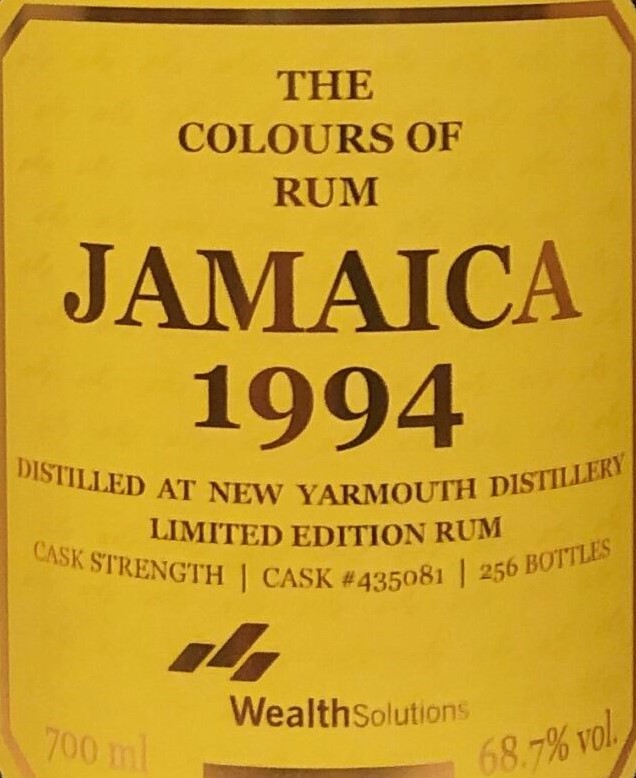 THE
COLOURS OF
RUM
JAMAICA
1994
DISTILLED AT NEW YARMOUTH DISTILLERY
LIMITED EDITION RUM
CASK STRENGTH | CASK #435081 | 256 BOTTLES
WealthSolutions
700 ml
68.7% vol.